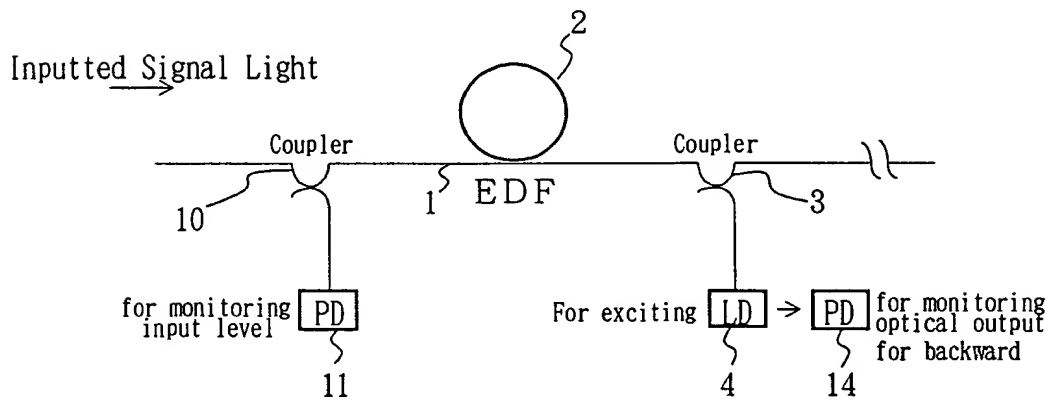 2
Inputted Signal Light
Coupler
Coupler
10
1
EDF
3
for monitoring
input level
PD
For exciting
LD
PD
for monitoring
optical output
for backward
11
4
14